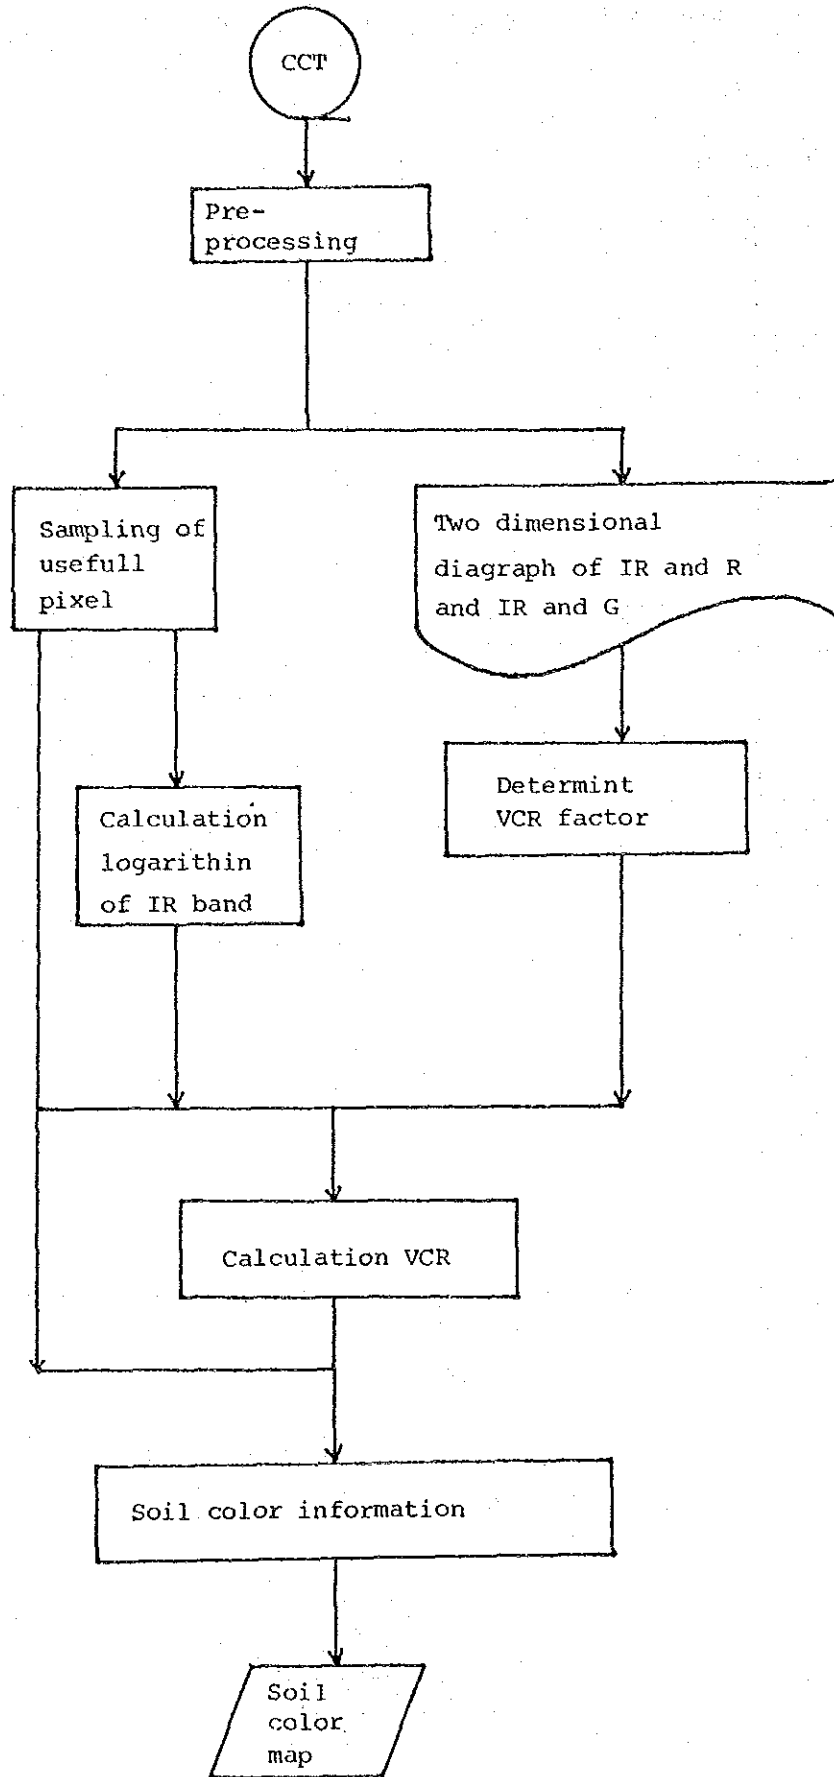 CCT
Pre-
processing
Sampling of
usefull
pixel
Two dimensional
diagraph of IR and R
and IR and G
Calculation
logarithin
of IR band
Determint
VCR factor
Calculation VCR
Soil color information
Soil
color
map